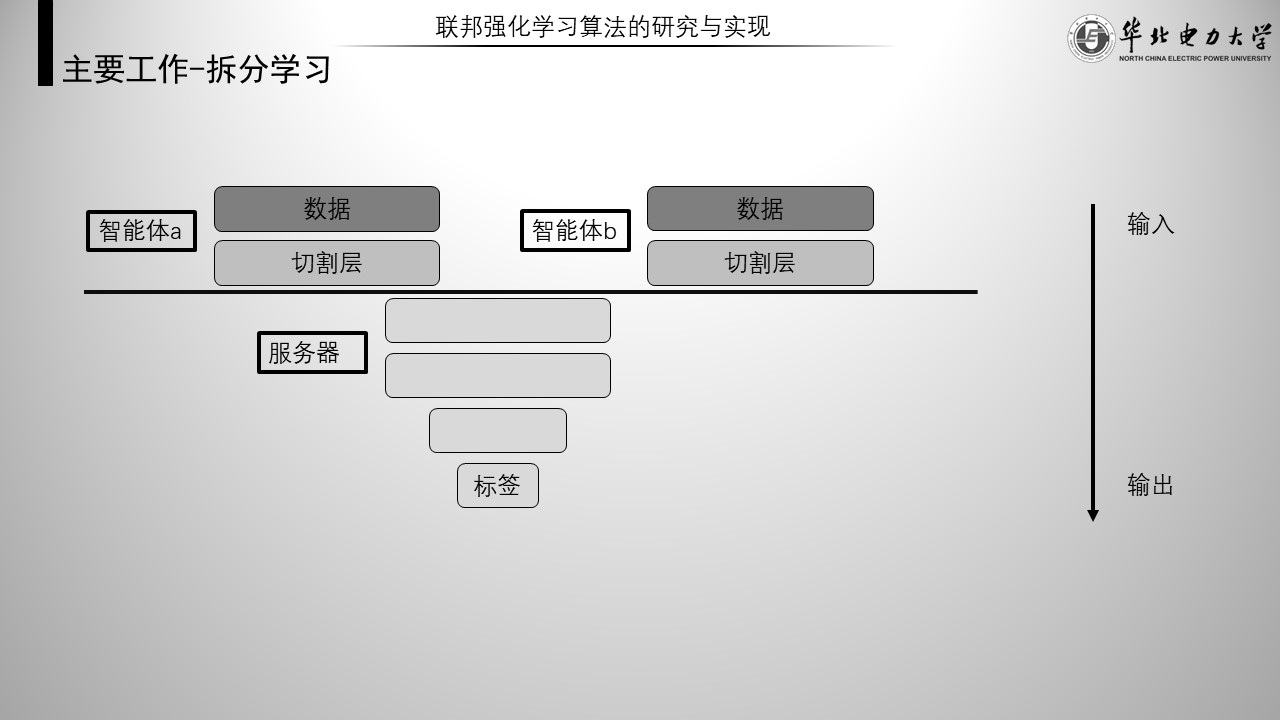 联邦强化学习算法的研究与实现
华北电力大学
NORTH CHINA ELECTRIC POWER UNIVERSITY
主要工作-拆分学习
智能体a
数据
切割层
智能体b
数据
切割层
输入
服务器
标签
输出